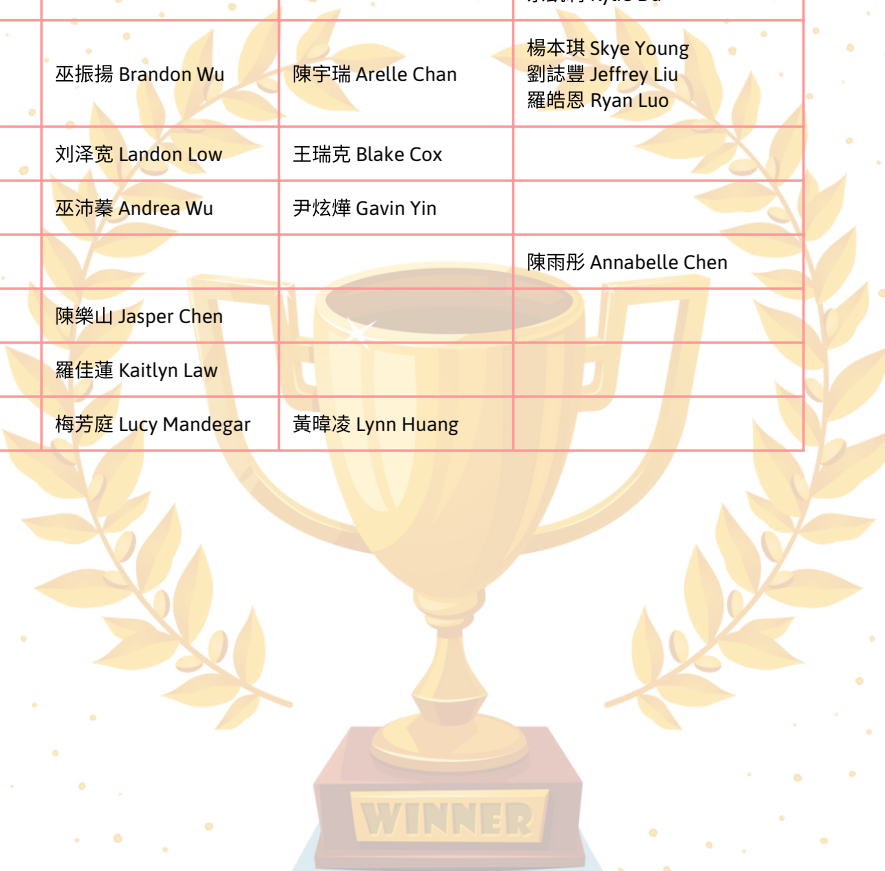 楊本琪 Skye Young
巫振揚 Brandon Wu 陳宇瑞 Arelle Chan 劉誌豐 Jeffrey Liu
羅皓恩 Ryan Luo
刘泽宽 Landon Low 王瑞克 Blake Cox
巫沛蓁 Andrea Wu 尹炫燁 Gavin Yin
陳雨彤 Annabelle Chen
陳樂山 Jasper Chen
羅佳蓮 Kaitlyn Law
梅芳庭 Lucy Mandegar 黃暐凌 Lynn Huang
WINNER